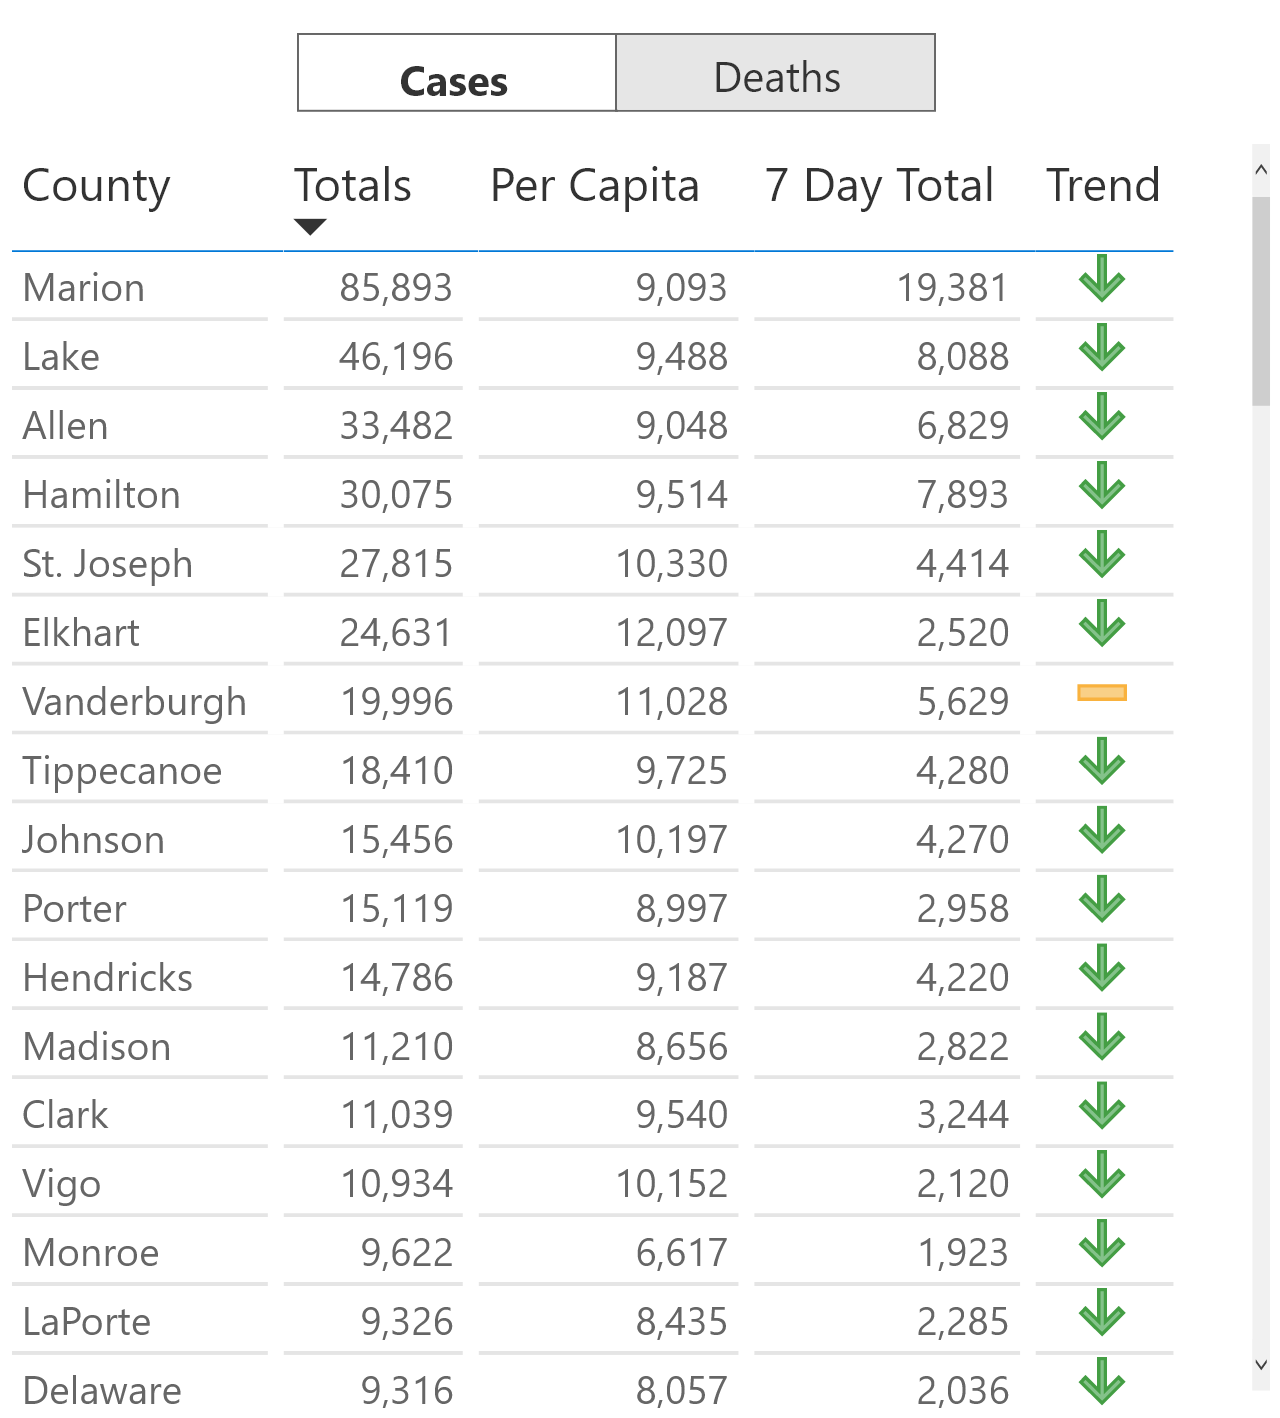 Cases Deaths
County Totals Per Capita 7 Day Total Trend
Marion 85,893 9,093 19,381
Lake 46,196 9,488 8,088
Allen 33,482 9,048 6,829
Hamilton 30,075 9,514 7,893
St. Joseph 27,815 10,330 4,414
Elkhart 24,631 12,097 2,520
Vanderburgh 19,996 11,028 5,629
Tippecanoe 18,410 9,725 4,280
Johnson 15,456 10,197 4,270
Porter 15,119 8,997 2,958
Hendricks 14,786 9,187 4,220
Madison 11,210 8,656 2,822
Clark 11,039 9,540 3,244
Vigo 10,934 10,152 2,120
Monroe 9,622 6,617 1,923
LaPorte 9,326 8,435 2,285
Delaware 9,316 8,057 2,036